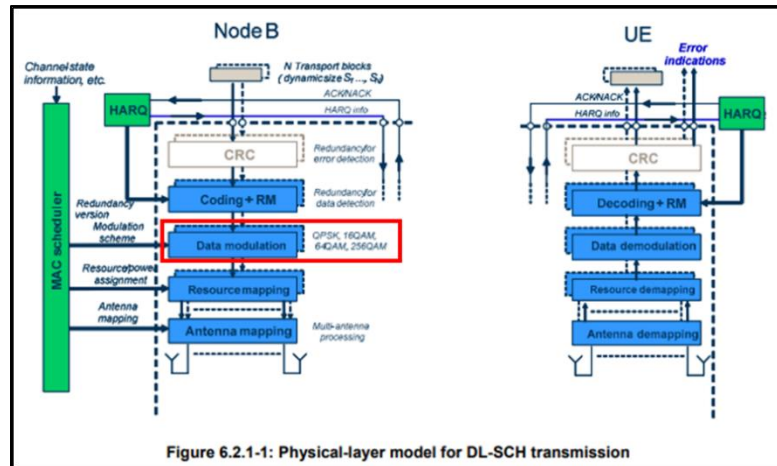 Node B
UE
Channel state
information, etc.
N Transport blocks
(dynamic size
Error
indications
HARQ
ACK/NACK
HARQ info
ACK/NACK
HARQ info
HARQ
CRC
Redundancy for
error detection
CRC
Redundancy
version
Coding + RM
Redundancy for
data detection
Decoding + RM
MAC scheduler
Modulation
scheme
Data modulation
QPSK, 16QAM,
64QAM, 256QAM
Data demodulation
Resource/power
assignment
Resource mapping
Resource demapping
Antenna
mapping
Antenna mapping
Multi-antenna
processing
Antenna demapping
Figure 6.2.1-1: Physical-layer model for DL-SCH transmission